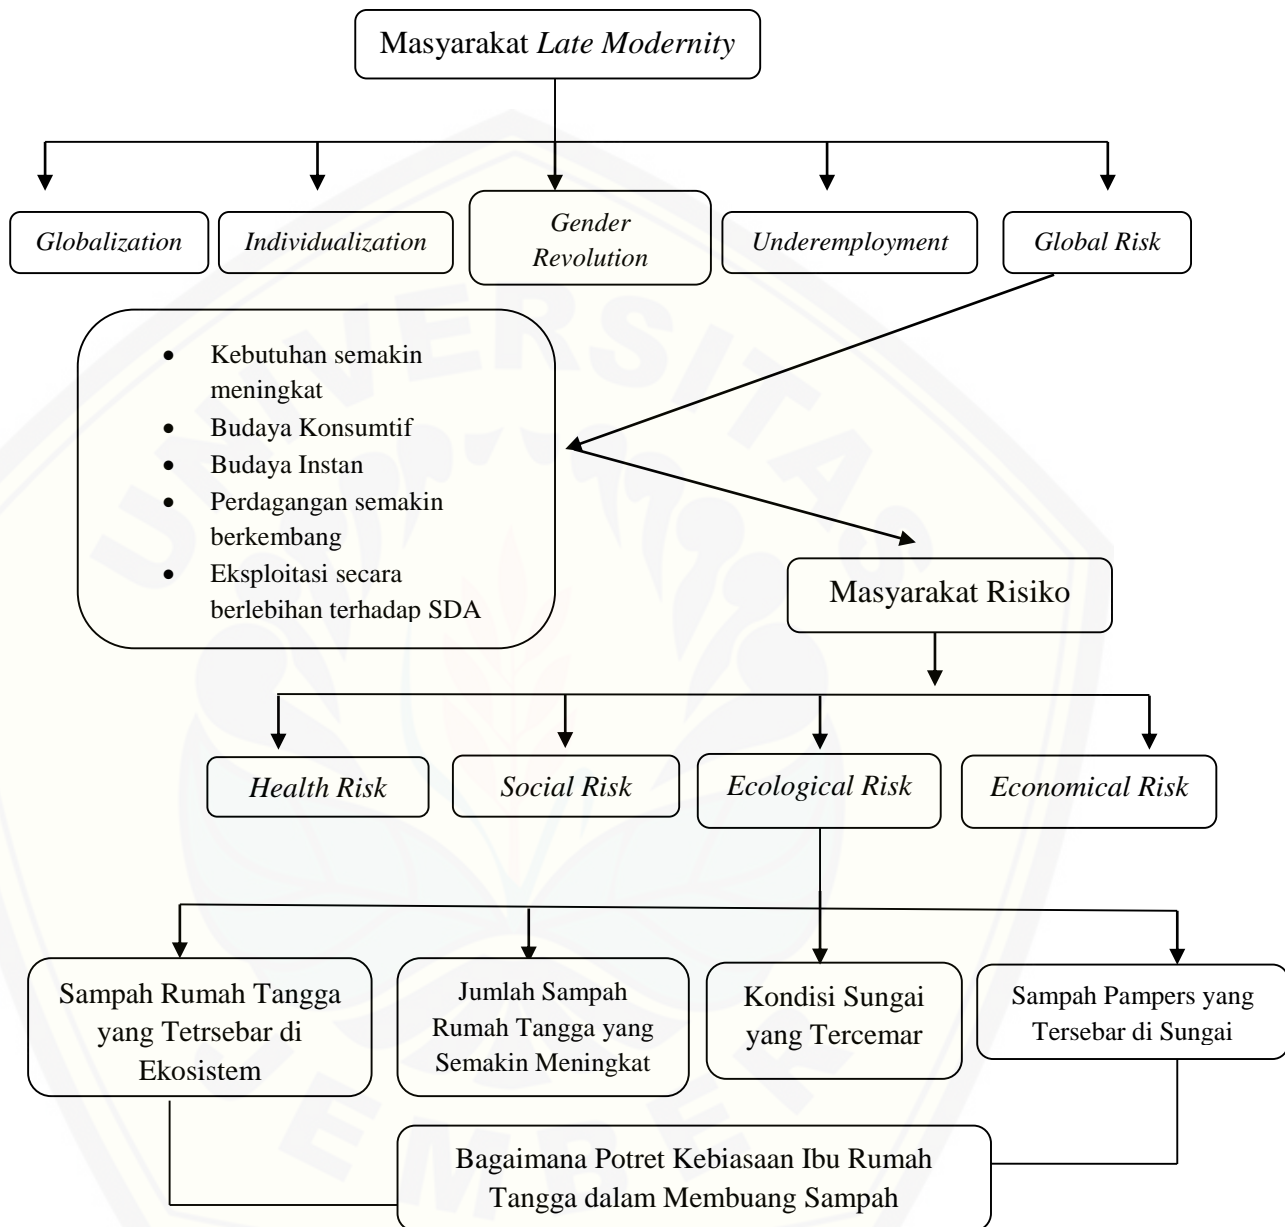 Masyarakat Late Modernity
Globalization
Individualization
Gender
Revolution
Underemployment
Global Risk
• Kebutuhan semakin
meningkat
• Budaya Konsumtif
• Budaya Instan
• Perdagangan semakin
berkembang
• Eksploitasi secara
berlebihan terhadap SDA
Masyarakat Risiko
Health Risk
Social Risk
Ecological Risk
Economical Risk
Sampah Rumah Tangga
yang Tetrsebar di
Ekosistem
Jumlah Sampah
Rumah Tangga yang
Semakin Meningkat
Kondisi Sungai
yang Tercemar
Sampah Pampers yang
Tersebar di Sungai
Bagaimana Potret Kebiasaan Ibu Rumah
Tangga dalam Membuang Sampah
UNIVERSITAS
JEMBER